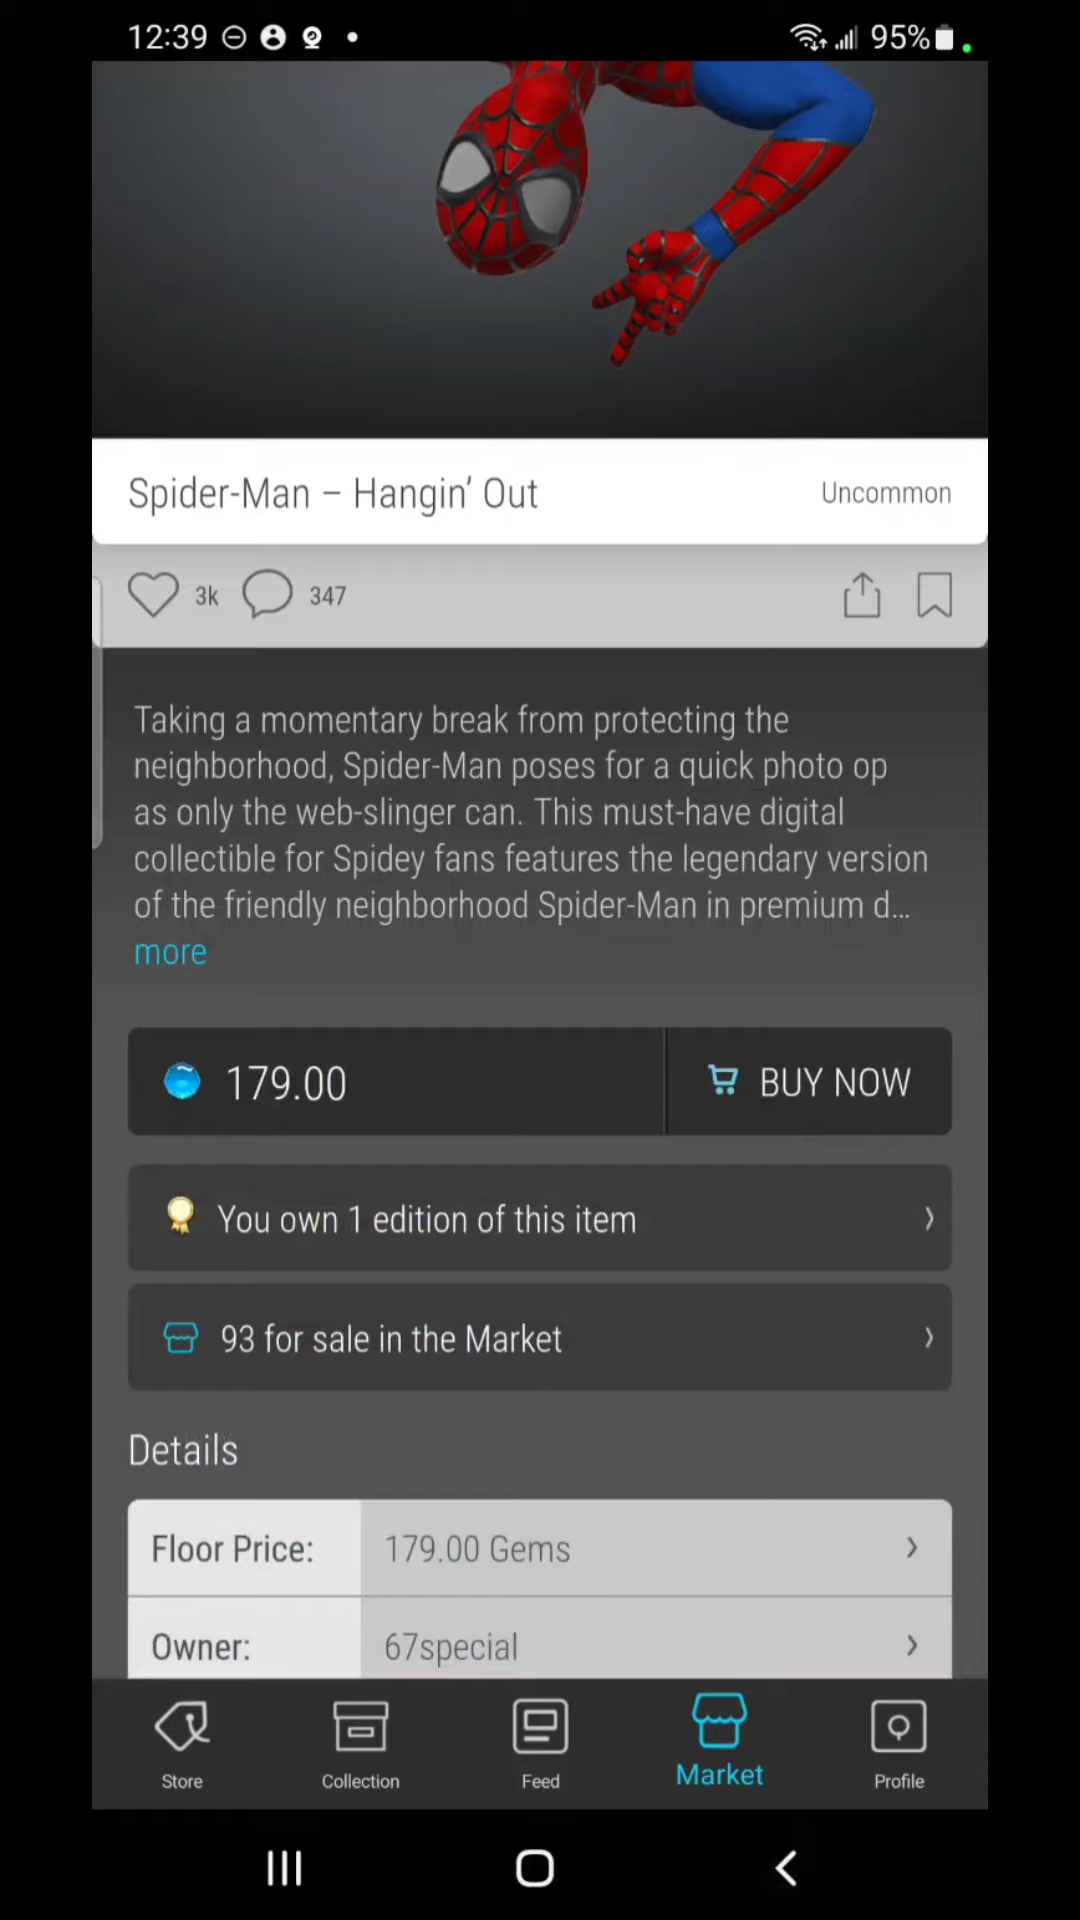 12:39
95%
Spider-Man – Hangin’ Out
Uncommon
3k
347
Taking a momentary break from protecting the
neighborhood, Spider-Man poses for a quick photo op
as only the web-slinger can. This must-have digital
collectible for Spidey fans features the legendary version
of the friendly neighborhood Spider-Man in premium d...
more
179.00
BUY NOW
You own 1 edition of this item
93 for sale in the Market
Details
Floor Price:
179.00 Gems
Owner:
67special
Store
Collection
Feed
Market
Profile